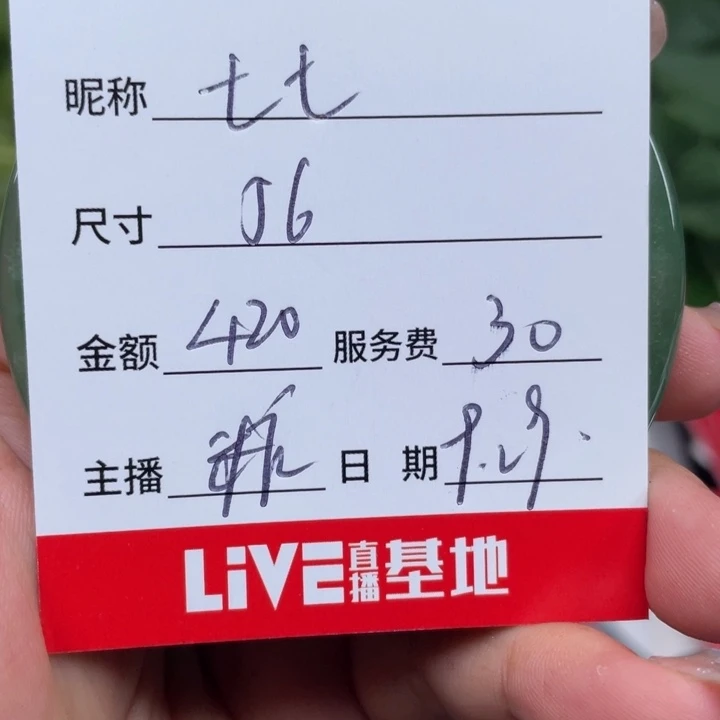 昵称 七七
尺寸 56
金额 420 服务费 30
主播 日期
LiVE直播基地